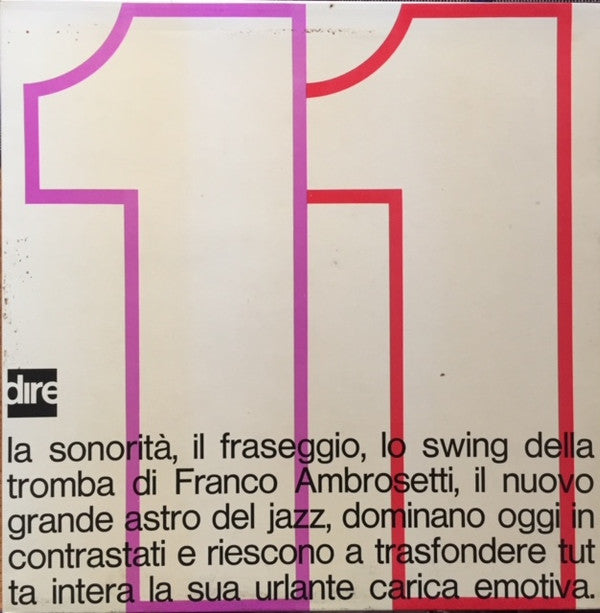 11
dire
la sonorità, il fraseggio, lo swing della
tromba di Franco Ambrosetti, il nuovo
grande astro del jazz, dominano oggi in
contrastati e riescono a trasfondere tut
ta intera la sua urlante carica emotiva.